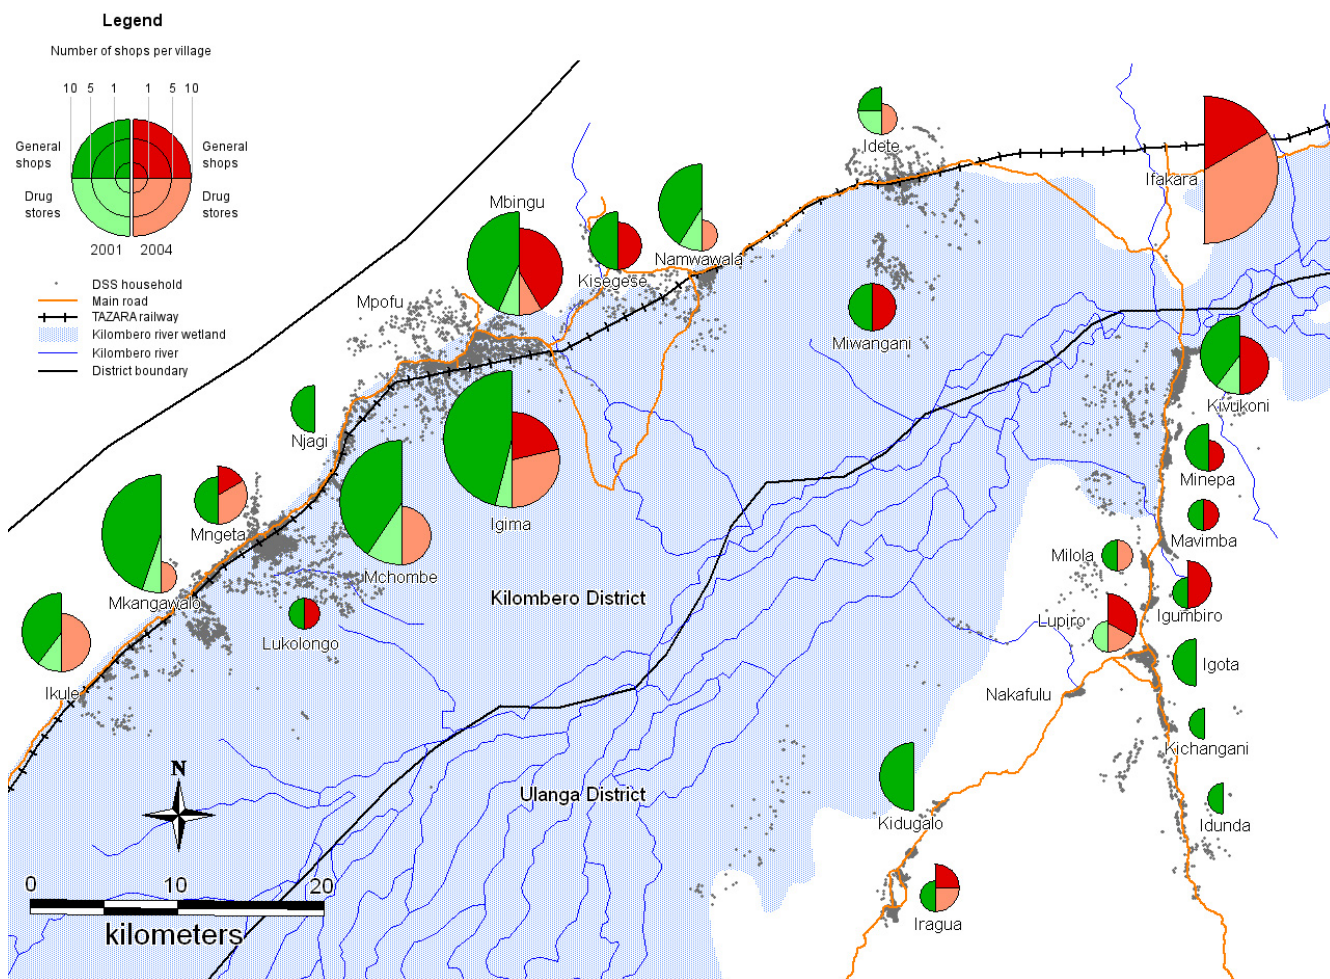 Legend
Number of shops per village
10 5 1 1 5 10
General shops
General shops
Drug stores
Drug stores
2001 2004
DSS household
Main road
TAZARA railway
Kilombero river wetland
Kilombero river
District boundary
Idete
Ifakara
Mbingu
Kisegese
Namwawala
Mpofu
Miwangani
Njagi
Kivukoni
Minepa
Mngeta
Igima
Mavimba
Milola
Mchombe
Mkangawalo
Kilombero District
Igumbiro
Lukolongo
Lupiro
Igota
Ikule
Nakafulu
Kichangani
N
Ulanga District
Kidugalo
Idunda
0 10 20
kilometers
Iragua